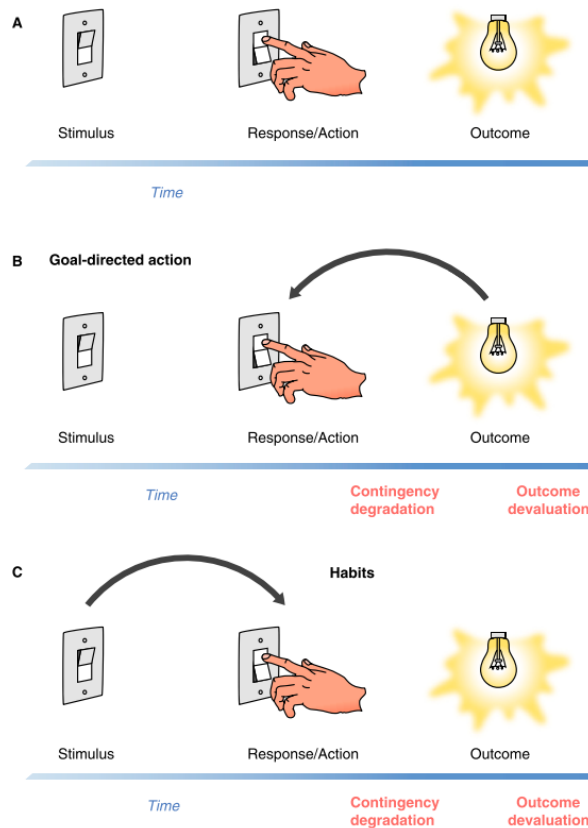 A
Stimulus Response/Action Outcome
Time
B Goal-directed action
Stimulus Response/Action Outcome
Time Contingency degradation Outcome devaluation
C Habits
Stimulus Response/Action Outcome
Time Contingency degradation Outcome devaluation